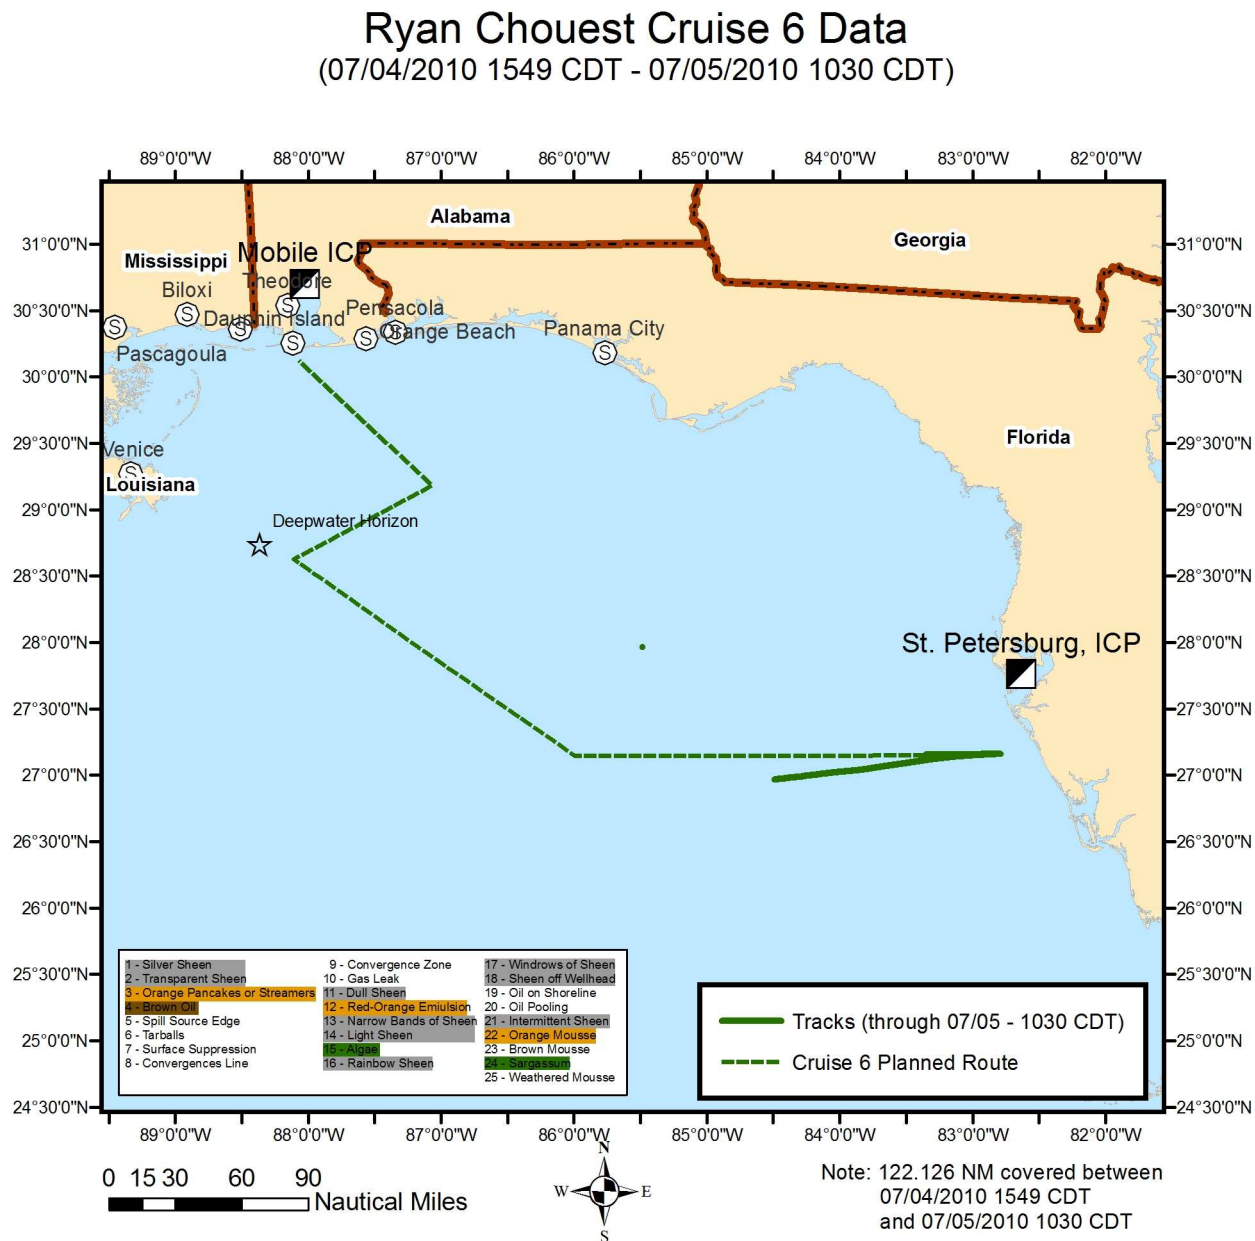 Ryan Chouest Cruise 6 Data
(07/04/2010 1549 CDT - 07/05/2010 1030 CDT)
89°0'0"W 88°0'0"W 87°0'0"W 86°0'0"W 85°0'0"W 84°0'0"W 83°0'0"W 82°0'0"W
Alabama
Georgia
31°0'0"N 31°0'0"N
Mobile ICP
Mississippi
Theodore
Biloxi
30°30'0"N 30°30'0"N
Pensacola
Dauphin Island
Orange Beach
Panama City
S S S S S S S S
Pascagoula
30°0'0"N 30°0'0"N
29°30'0"N 29°30'0"N
Florida
Venice
S
Louisiana
29°0'0"N 29°0'0"N
Deepwater Horizon
28°30'0"N 28°30'0"N
28°0'0"N 28°0'0"N
St. Petersburg, ICP
27°30'0"N 27°30'0"N
27°0'0"N 27°0'0"N
26°30'0"N 26°30'0"N
26°0'0"N 26°0'0"N
25°30'0"N 25°30'0"N
25°0'0"N 25°0'0"N
24°30'0"N 24°30'0"N
1 - Silver Sheen
2 - Transparent Sheen
3 - Orange Pancakes or Streamers
4 - Brown Oil
5 - Spill Source Edge
6 - Tarballs
7 - Surface Suppression
8 - Convergences Line
9 - Convergence Zone
10 - Gas Leak
11 - Dull Sheen
12 - Red-Orange Emiulsion
13 - Narrow Bands of Sheen
14 - Light Sheen
15 - Algae
16 - Rainbow Sheen
17 - Windrows of Sheen
18 - Sheen off Wellhead
19 - Oil on Shoreline
20 - Oil Pooling
21 - Intermittent Sheen
22 - Orange Mousse
23 - Brown Mousse
24 - Sargassum
25 - Weathered Mousse
Tracks (through 07/05 - 1030 CDT)
Cruise 6 Planned Route
89°0'0"W 88°0'0"W 87°0'0"W 86°0'0"W 85°0'0"W 84°0'0"W 83°0'0"W 82°0'0"W
0 15 30 60 90
Nautical Miles
N
W E
S
Note: 122.126 NM covered between
07/04/2010 1549 CDT
and 07/05/2010 1030 CDT